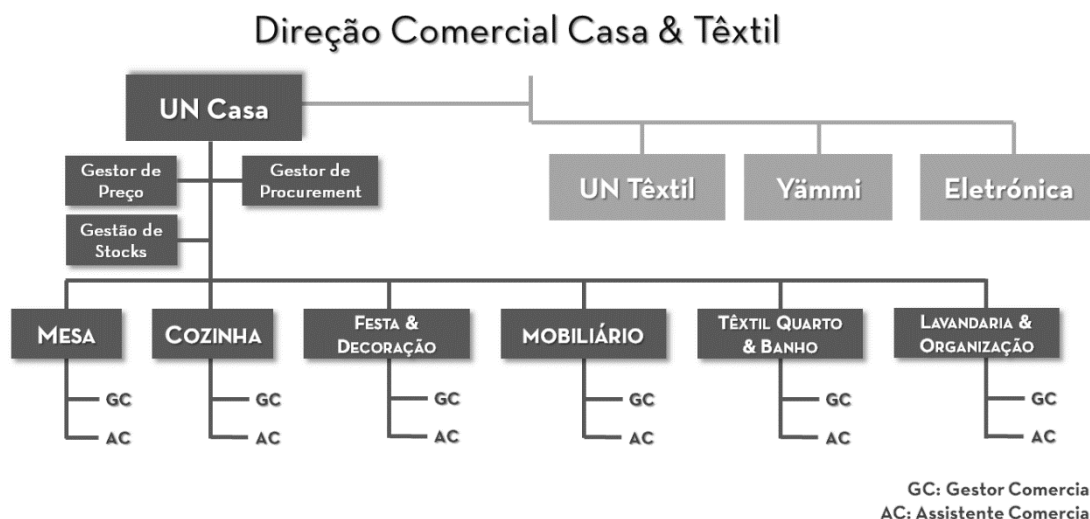 Direção Comercial Casa & Têxtil
UN Casa
Gestor de
Preço
Gestor de
Procurement
Gestão de
Stocks
UN Têxtil
Yämmi
Eletrónica
MESA
COZINHA
FESTA &
DECORAÇÃO
MOBILIÁRIO
TÊXTIL QUARTO
& BANHO
LAVANDARIA &
ORGANIZAÇÃO
GC
AC
GC
AC
GC
AC
GC
AC
GC
AC
GC
AC
GC: Gestor Comercia
AC: Assistente Comercia